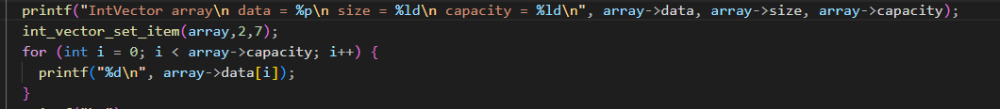 printf("IntVector array\n data = %p\n size = %ld\n capacity = %ld\n", array->data, array->size, array->capacity);
int_vector_set_item(array,2,7);
for (int i = 0; i < array->capacity; i++) {
printf("%d\n", array->data[i]);
}